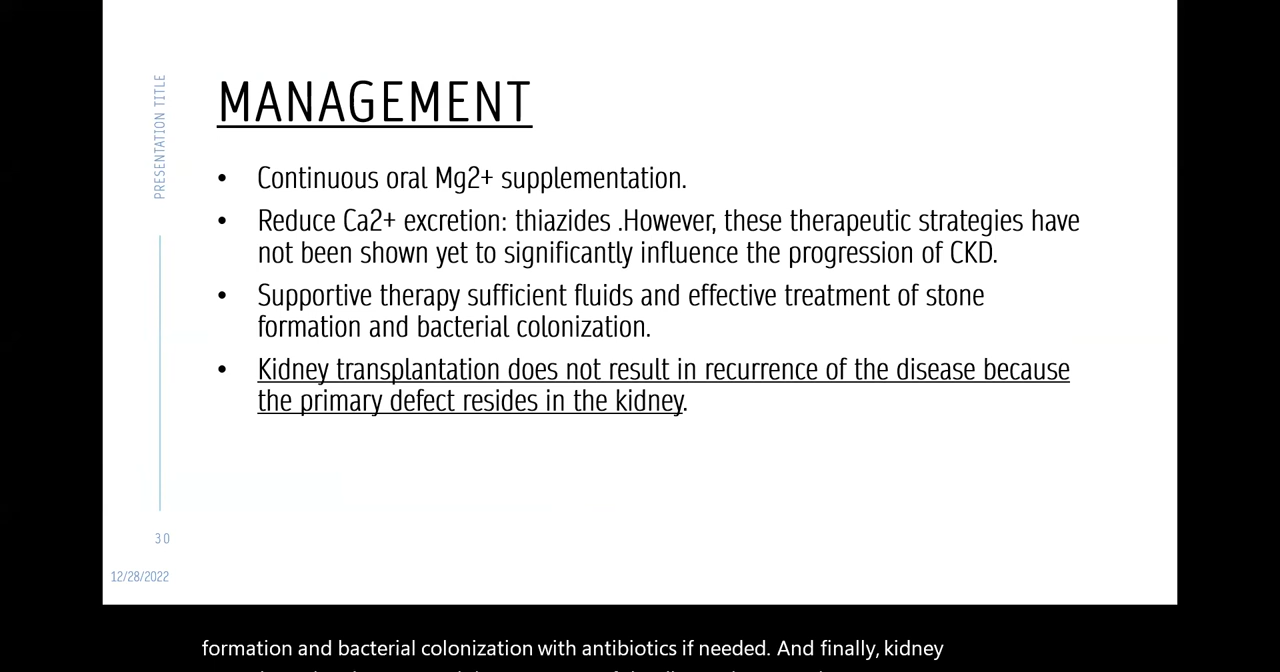 PRESENTATION TITLE
MANAGEMENT
• Continuous oral Mg2+ supplementation.
• Reduce Ca2+ excretion: thiazides .However, these therapeutic strategies have
not been shown yet to significantly influence the progression of CKD.
• Supportive therapy sufficient fluids and effective treatment of stone
formation and bacterial colonization.
• Kidney transplantation does not result in recurrence of the disease because
the primary defect resides in the kidney.
30
12/28/2022
formation and bacterial colonization with antibiotics if needed. And finally, kidney